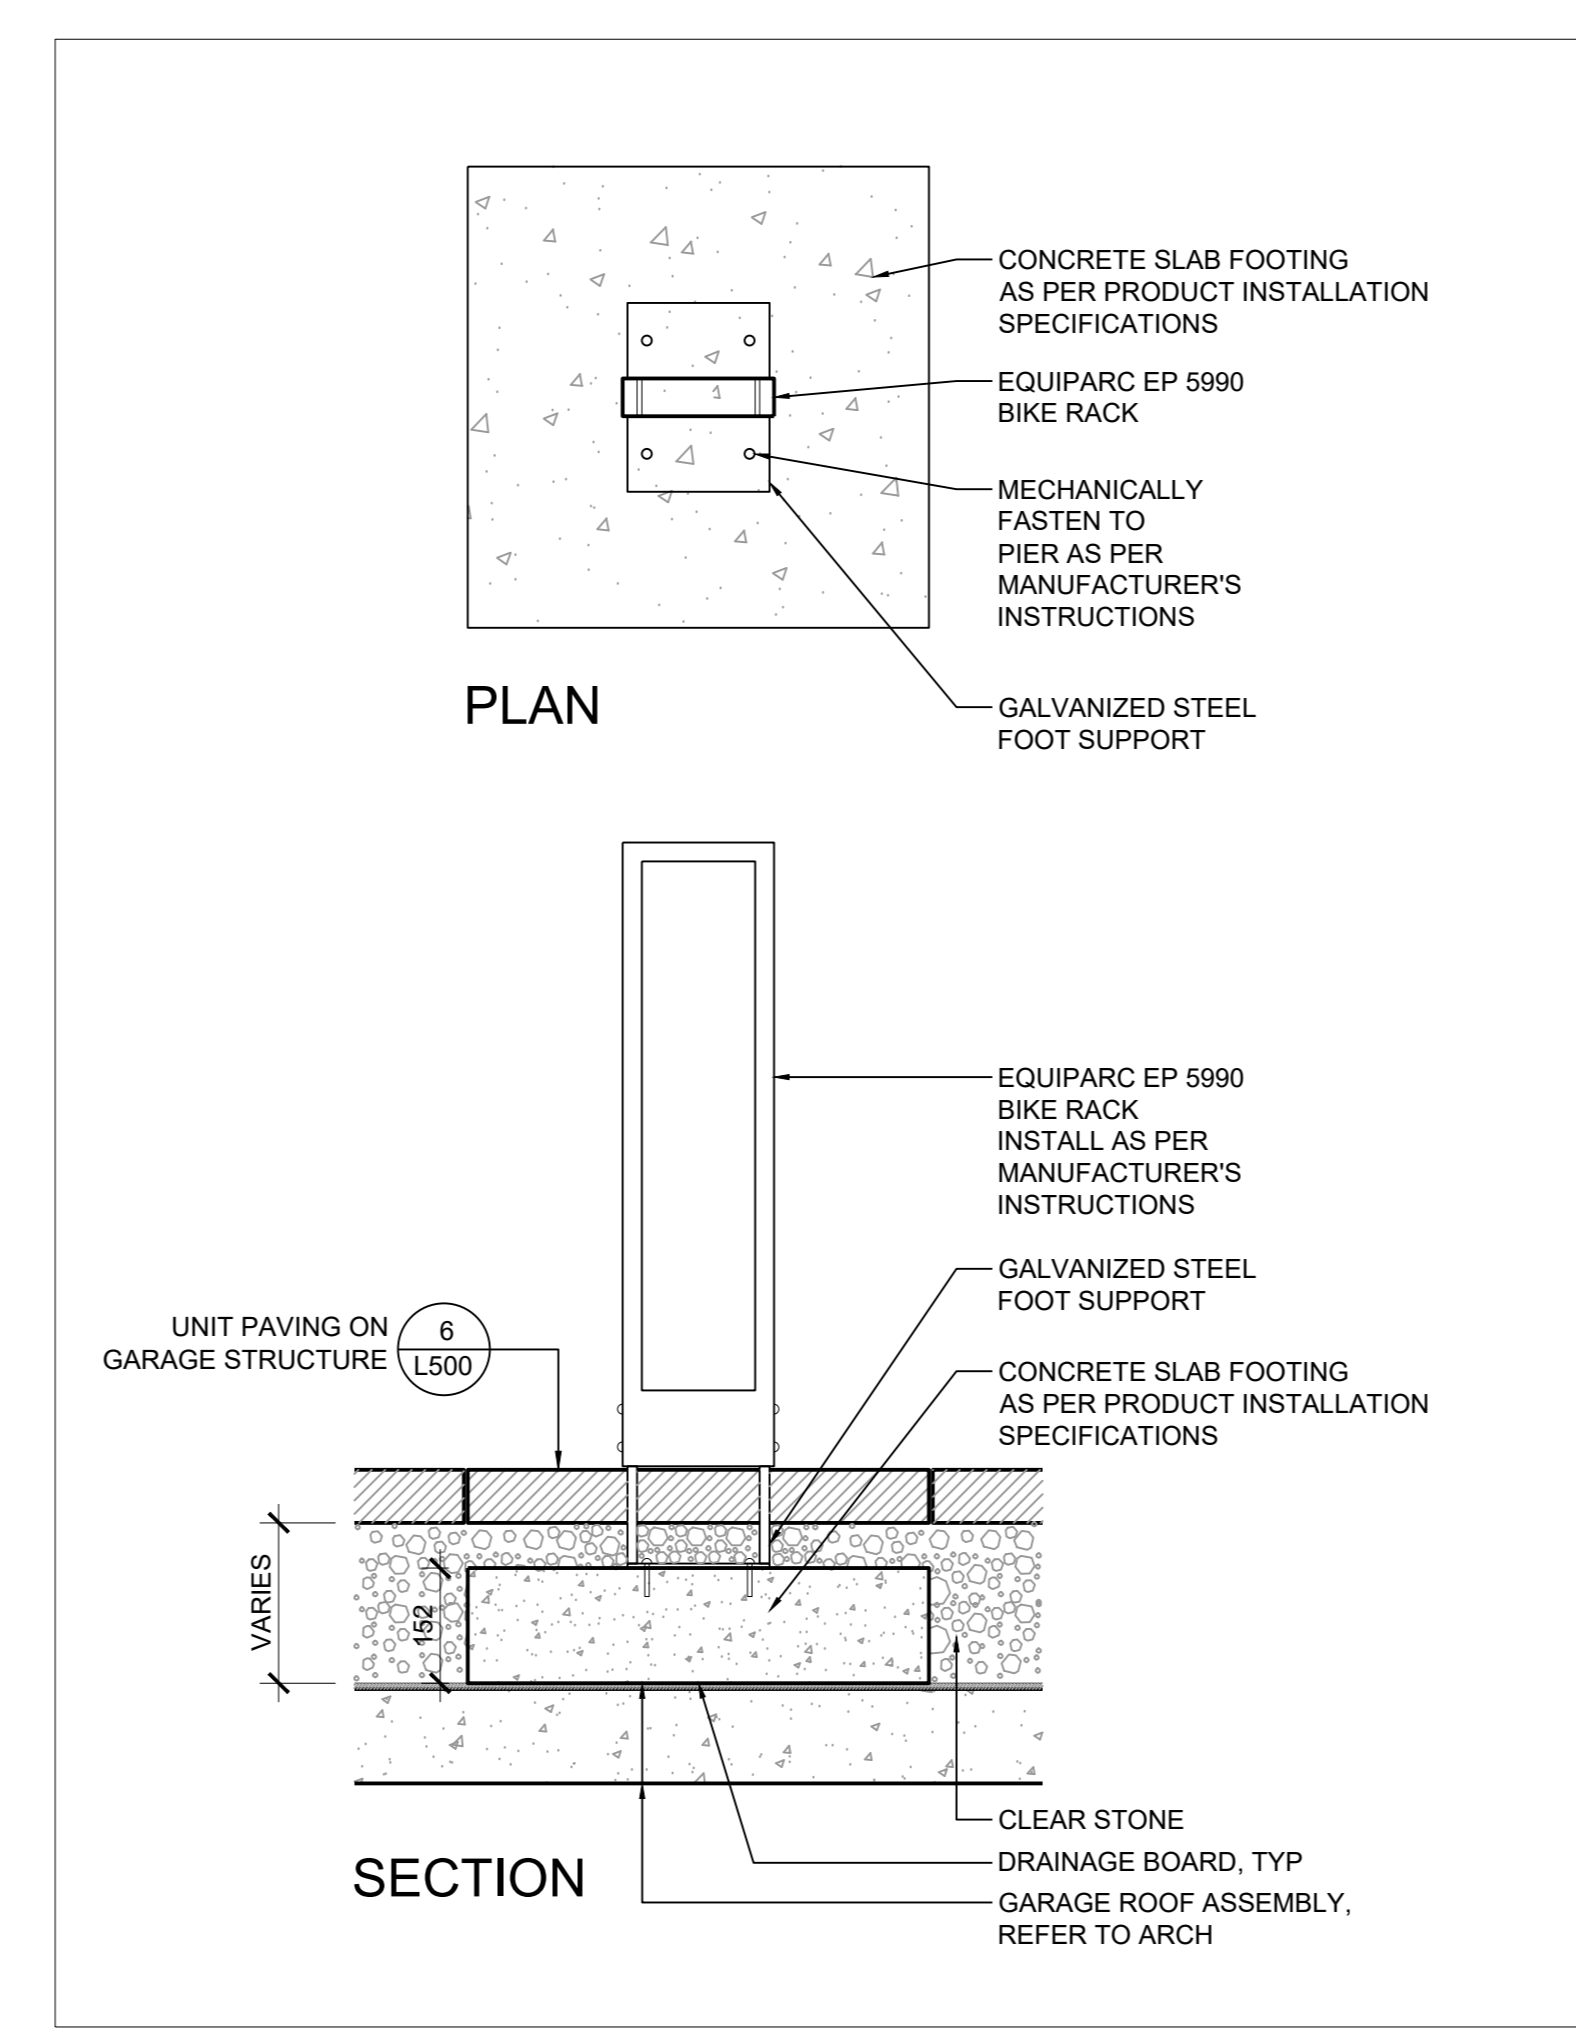 CONCRETE SLAB FOOTING
AS PER PRODUCT INSTALLATION
SPECIFICATIONS
EQUIPARC EP 5990
BIKE RACK
MECHANICALLY
FASTEN TO
PIER AS PER
MANUFACTURER'S
INSTRUCTIONS
GALVANIZED STEEL
FOOT SUPPORT
PLAN
EQUIPARC EP 5990
BIKE RACK
INSTALL AS PER
MANUFACTURER'S
INSTRUCTIONS
GALVANIZED STEEL
FOOT SUPPORT
UNIT PAVING ON
GARAGE STRUCTURE
6
L500
CONCRETE SLAB FOOTING
AS PER PRODUCT INSTALLATION
SPECIFICATIONS
VARIES
152
CLEAR STONE
DRAINAGE BOARD, TYP
GARAGE ROOF ASSEMBLY,
REFER TO ARCH
SECTION